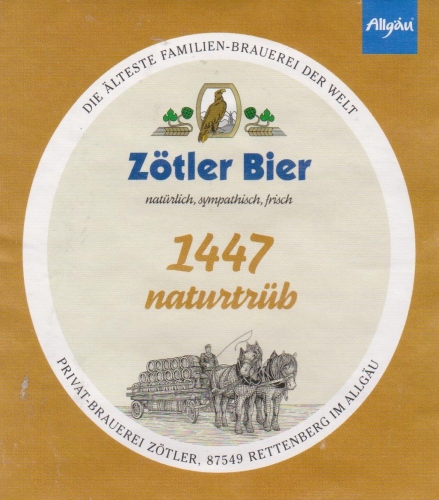 Allgäu
DIE ÄLTESTE FAMILIEN-BRAUEREI DER WELT
Zötler Bier
natürlich, sympathisch, frisch
1447
naturtrüb
PRIVAT-BRAUEREI ZÖTLER, 87549 RETTENBERG IM ALLGÄU